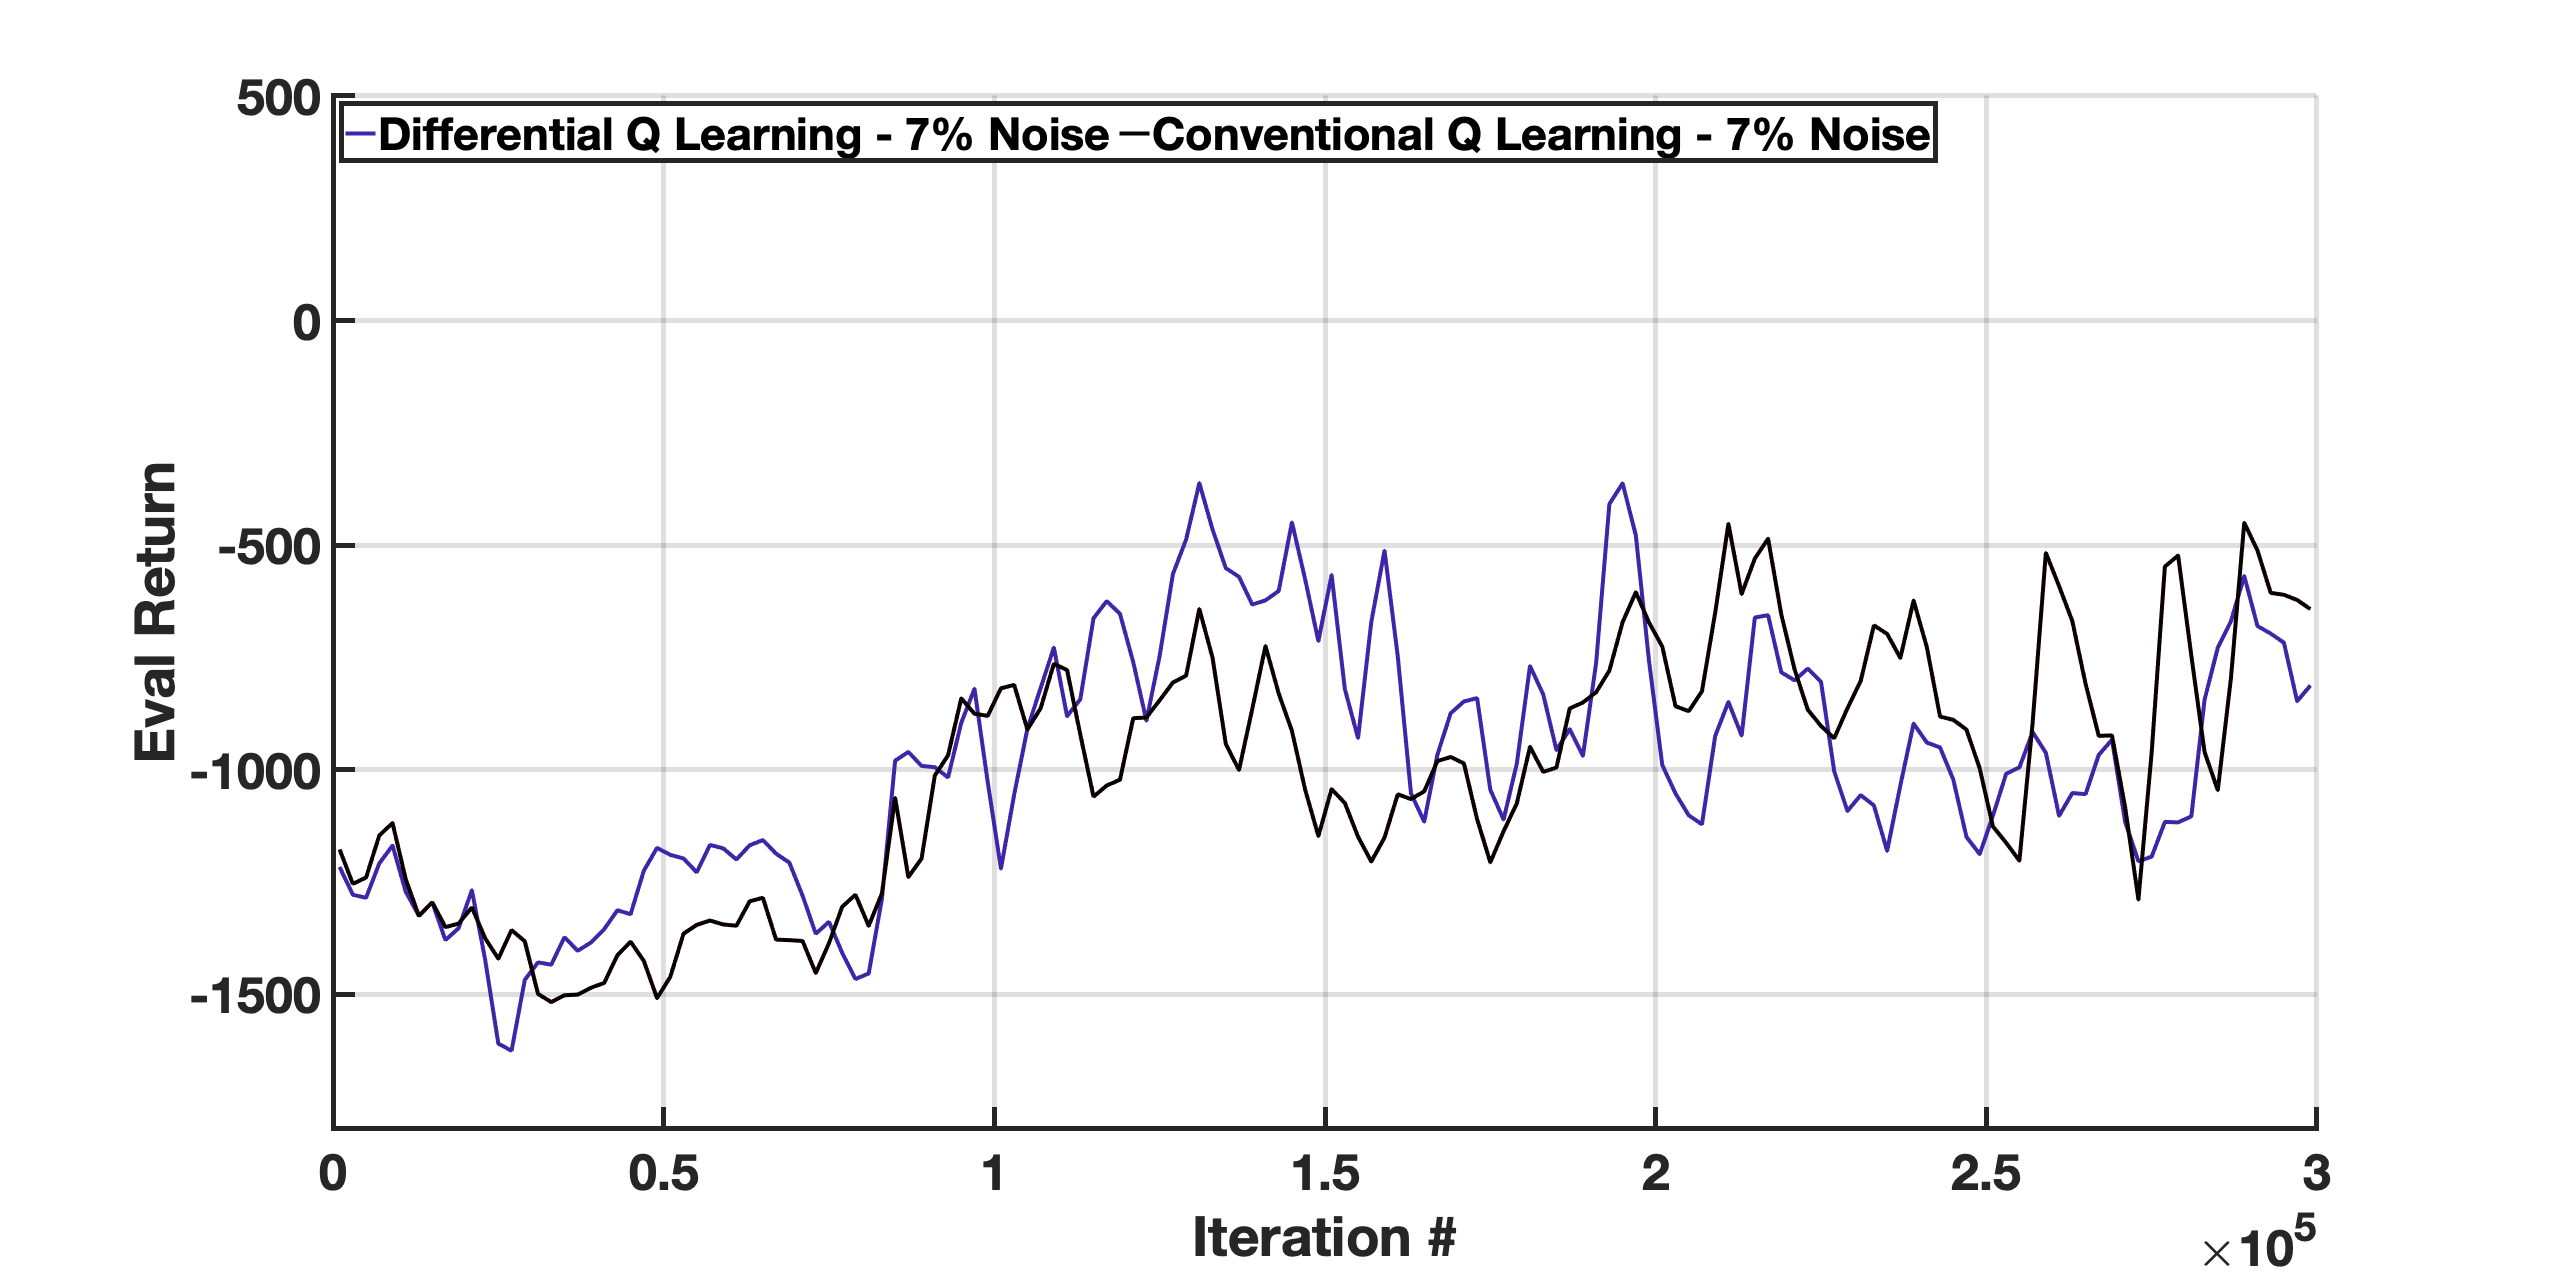 500
Differential Q Learning - 7% Noise Conventional Q Learning - 7% Noise
0
-500
-1000
-1500
Eval Return
0 0.5 1 1.5 2 2.5 3
Iteration #
×10^5